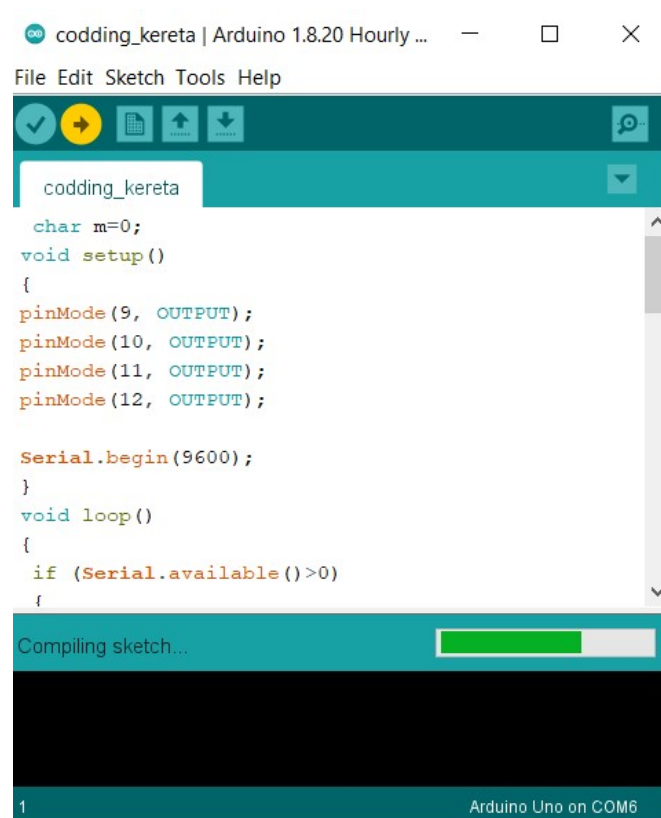 codding_kereta | Arduino 1.8.20 Hourly ...
File Edit Sketch Tools Help
codding_kereta
char m=0;
void setup()
{
pinMode(9, OUTPUT);
pinMode(10, OUTPUT);
pinMode(11, OUTPUT);
pinMode(12, OUTPUT);
Serial.begin(9600);
}
void loop()
{
if (Serial.available()>0)
{
Compiling sketch...
1
Arduino Uno on COM6